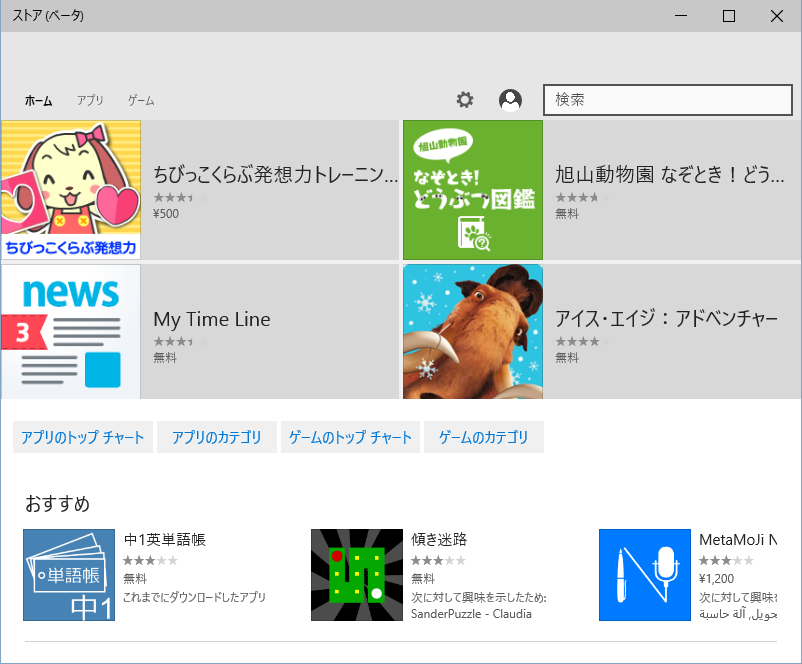 ストア (ベータ)
ホーム アプリ ゲーム 検索
ちびっこくらぶ発想力
ちびっこくらぶ発想力トレーニン...
¥500
旭山動物園
なぞとき!
どうぶつ図鑑
旭山動物園 なぞとき！どう...
無料
news
3
My Time Line
無料
アイス・エイジ： アドベンチャー
無料
アプリのトップ チャート アプリのカテゴリ ゲームのトップ チャート ゲームのカテゴリ
おすすめ
単語帳
中1
中1英単語帳
無料
これまでにダウンロードしたアプリ
傾き迷路
無料
次に対して興味を示したため:
SanderPuzzle - Claudia
MetaMoJi N
¥1,200
次に対して興味を
تحويل, آلة حاسبة